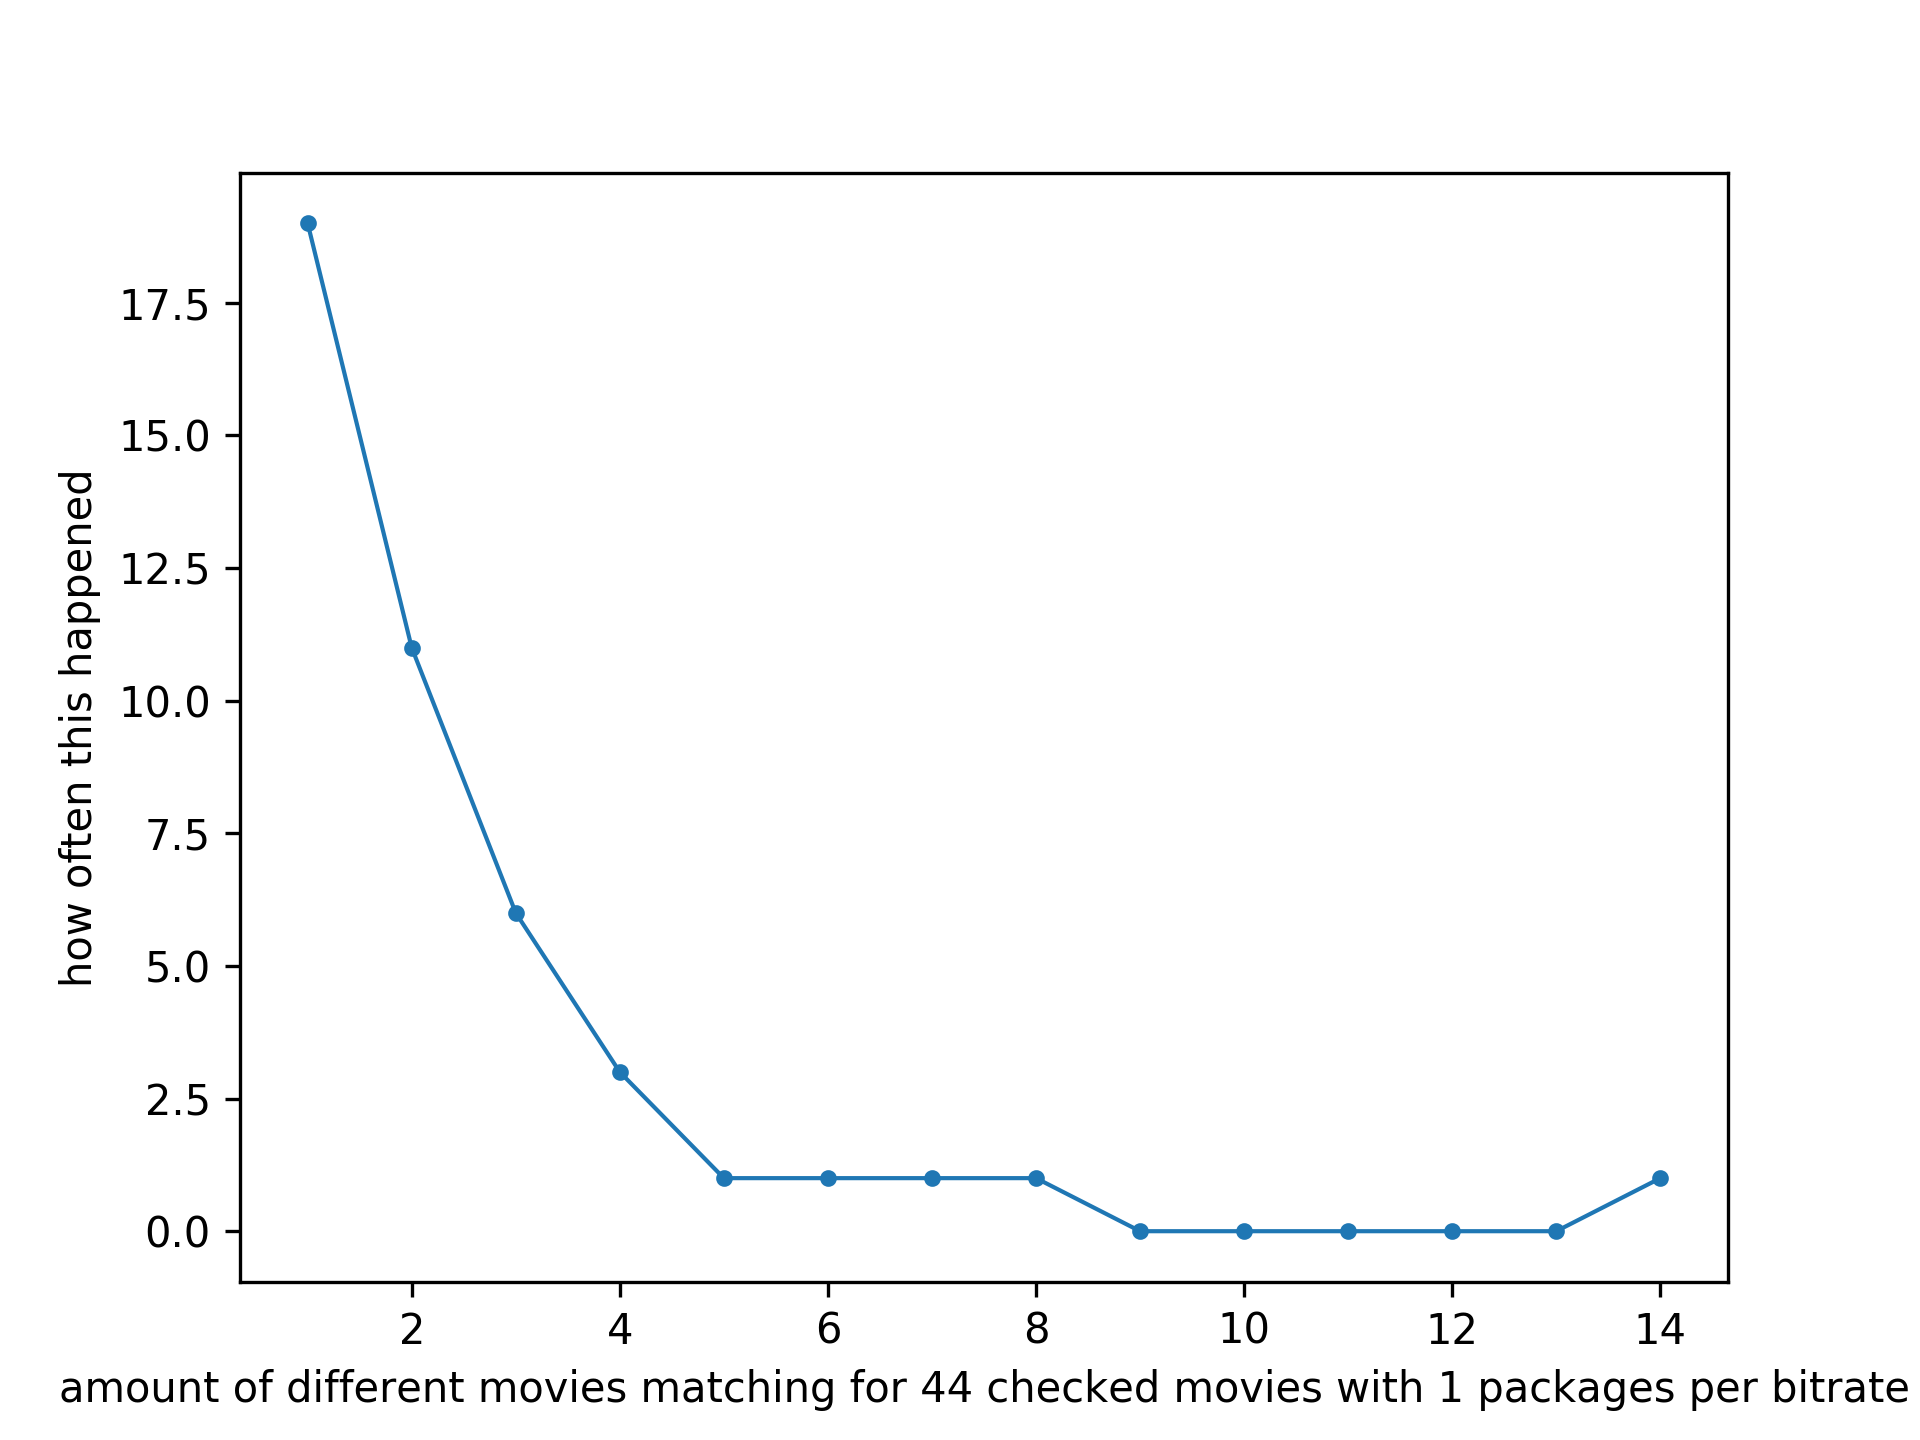 how often this happened
17.5
15.0
12.5
10.0
7.5
5.0
2.5
0.0
2 4 6 8 10 12 14
amount of different movies matching for 44 checked movies with 1 packages per bitrate